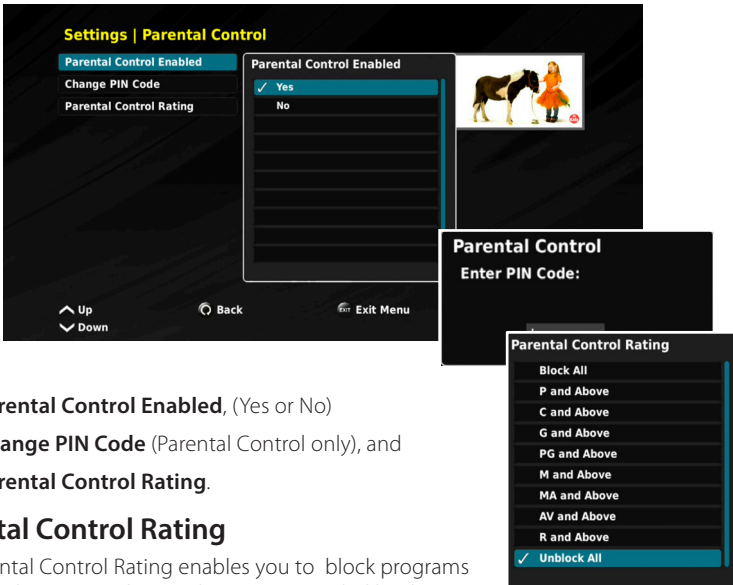 Settings | Parental Control
Parental Control Enabled
Change PIN Code
Parental Control Rating
Parental Control Enabled
✓ Yes
No
Up
Down
Back
EXIT Exit Menu
Parental Control
Enter PIN Code:
Parental Control Rating
Block All
P and Above
C and Above
G and Above
PG and Above
M and Above
MA and Above
AV and Above
R and Above
✓ Unblock All
rental Control Enabled, (Yes or No)
ange PIN Code (Parental Control only), and
rental Control Rating.
tal Control Rating
ntal Control Rating enables you to block programs